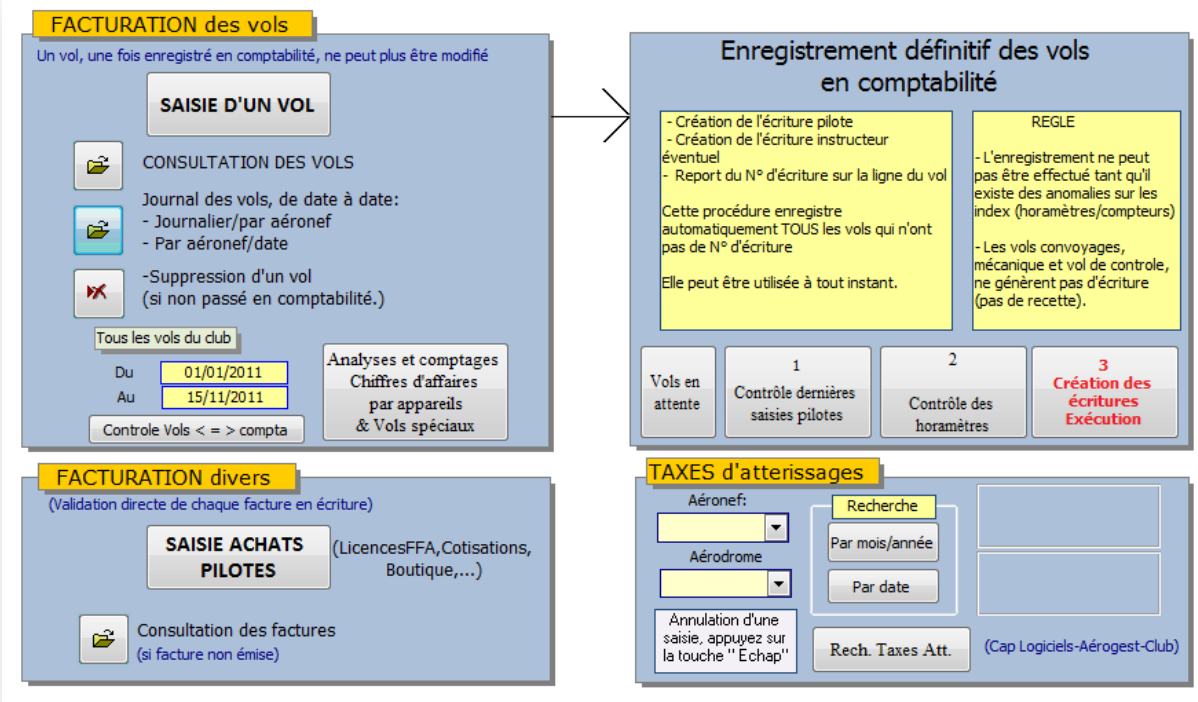 FACTURATION des vols
Un vol, une fois enregistré en comptabilité, ne peut plus être modifié
SAISIE D'UN VOL
CONSULTATION DES VOLS
Journal des vols, de date à date:
- Journalier/par aéronef
- Par aéronef/date
-Suppression d'un vol
(si non passé en comptabilité.)
Tous les vols du club
Du 01/01/2011
Au 15/11/2011
Controle Vols < = > compta
Analyses et comptages
Chiffres d'affaires
par appareils
& Vols spéciaux
Enregistrement définitif des vols
en comptabilité
- Création de l'écriture pilote
- Création de l'écriture instructeur
éventuel
- Report du N° d'écriture sur la ligne du vol
Cette procédure enregistre
automatiquement TOUS les vols qui n'ont
pas de N° d'écriture
Elle peut être utilisée à tout instant.
REGLE
- L'enregistrement ne peut
pas être effectué tant qu'il
existe des anomalies sur les
index (horamètres/compteurs)
- Les vols convoyages,
mécanique et vol de controle,
ne génèrent pas d'écriture
(pas de recette).
Vols en
attente
1
Contrôle dernières
saisies pilotes
2
Contrôle des
horamètres
3
Création des
écritures
Exécution
FACTURATION divers
(Validation directe de chaque facture en écriture)
SAISIE ACHATS
PILOTES
(LicencesFFA,Cotisations,
Boutique,...)
Consultation des factures
(si facture non émise)
TAXES d'atterissages
Aéronef:
Aérodrome
Annulation d'une
saisie, appuyez sur
la touche " Echap"
Recherche
Par mois/année
Par date
Rech. Taxes Att.
(Cap Logiciels-Aérogest-Club)